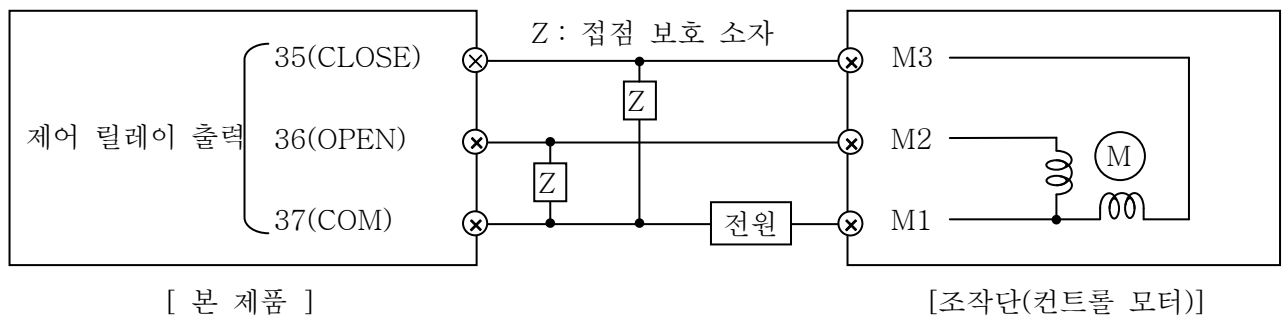 Z : 접점 보호 소자
35(CLOSE)
M3
Z
제어 릴레이 출력
36(OPEN)
M2
M
Z
37(COM)
전원
M1
[ 본 제품 ]
[조작단(컨트롤 모터)]